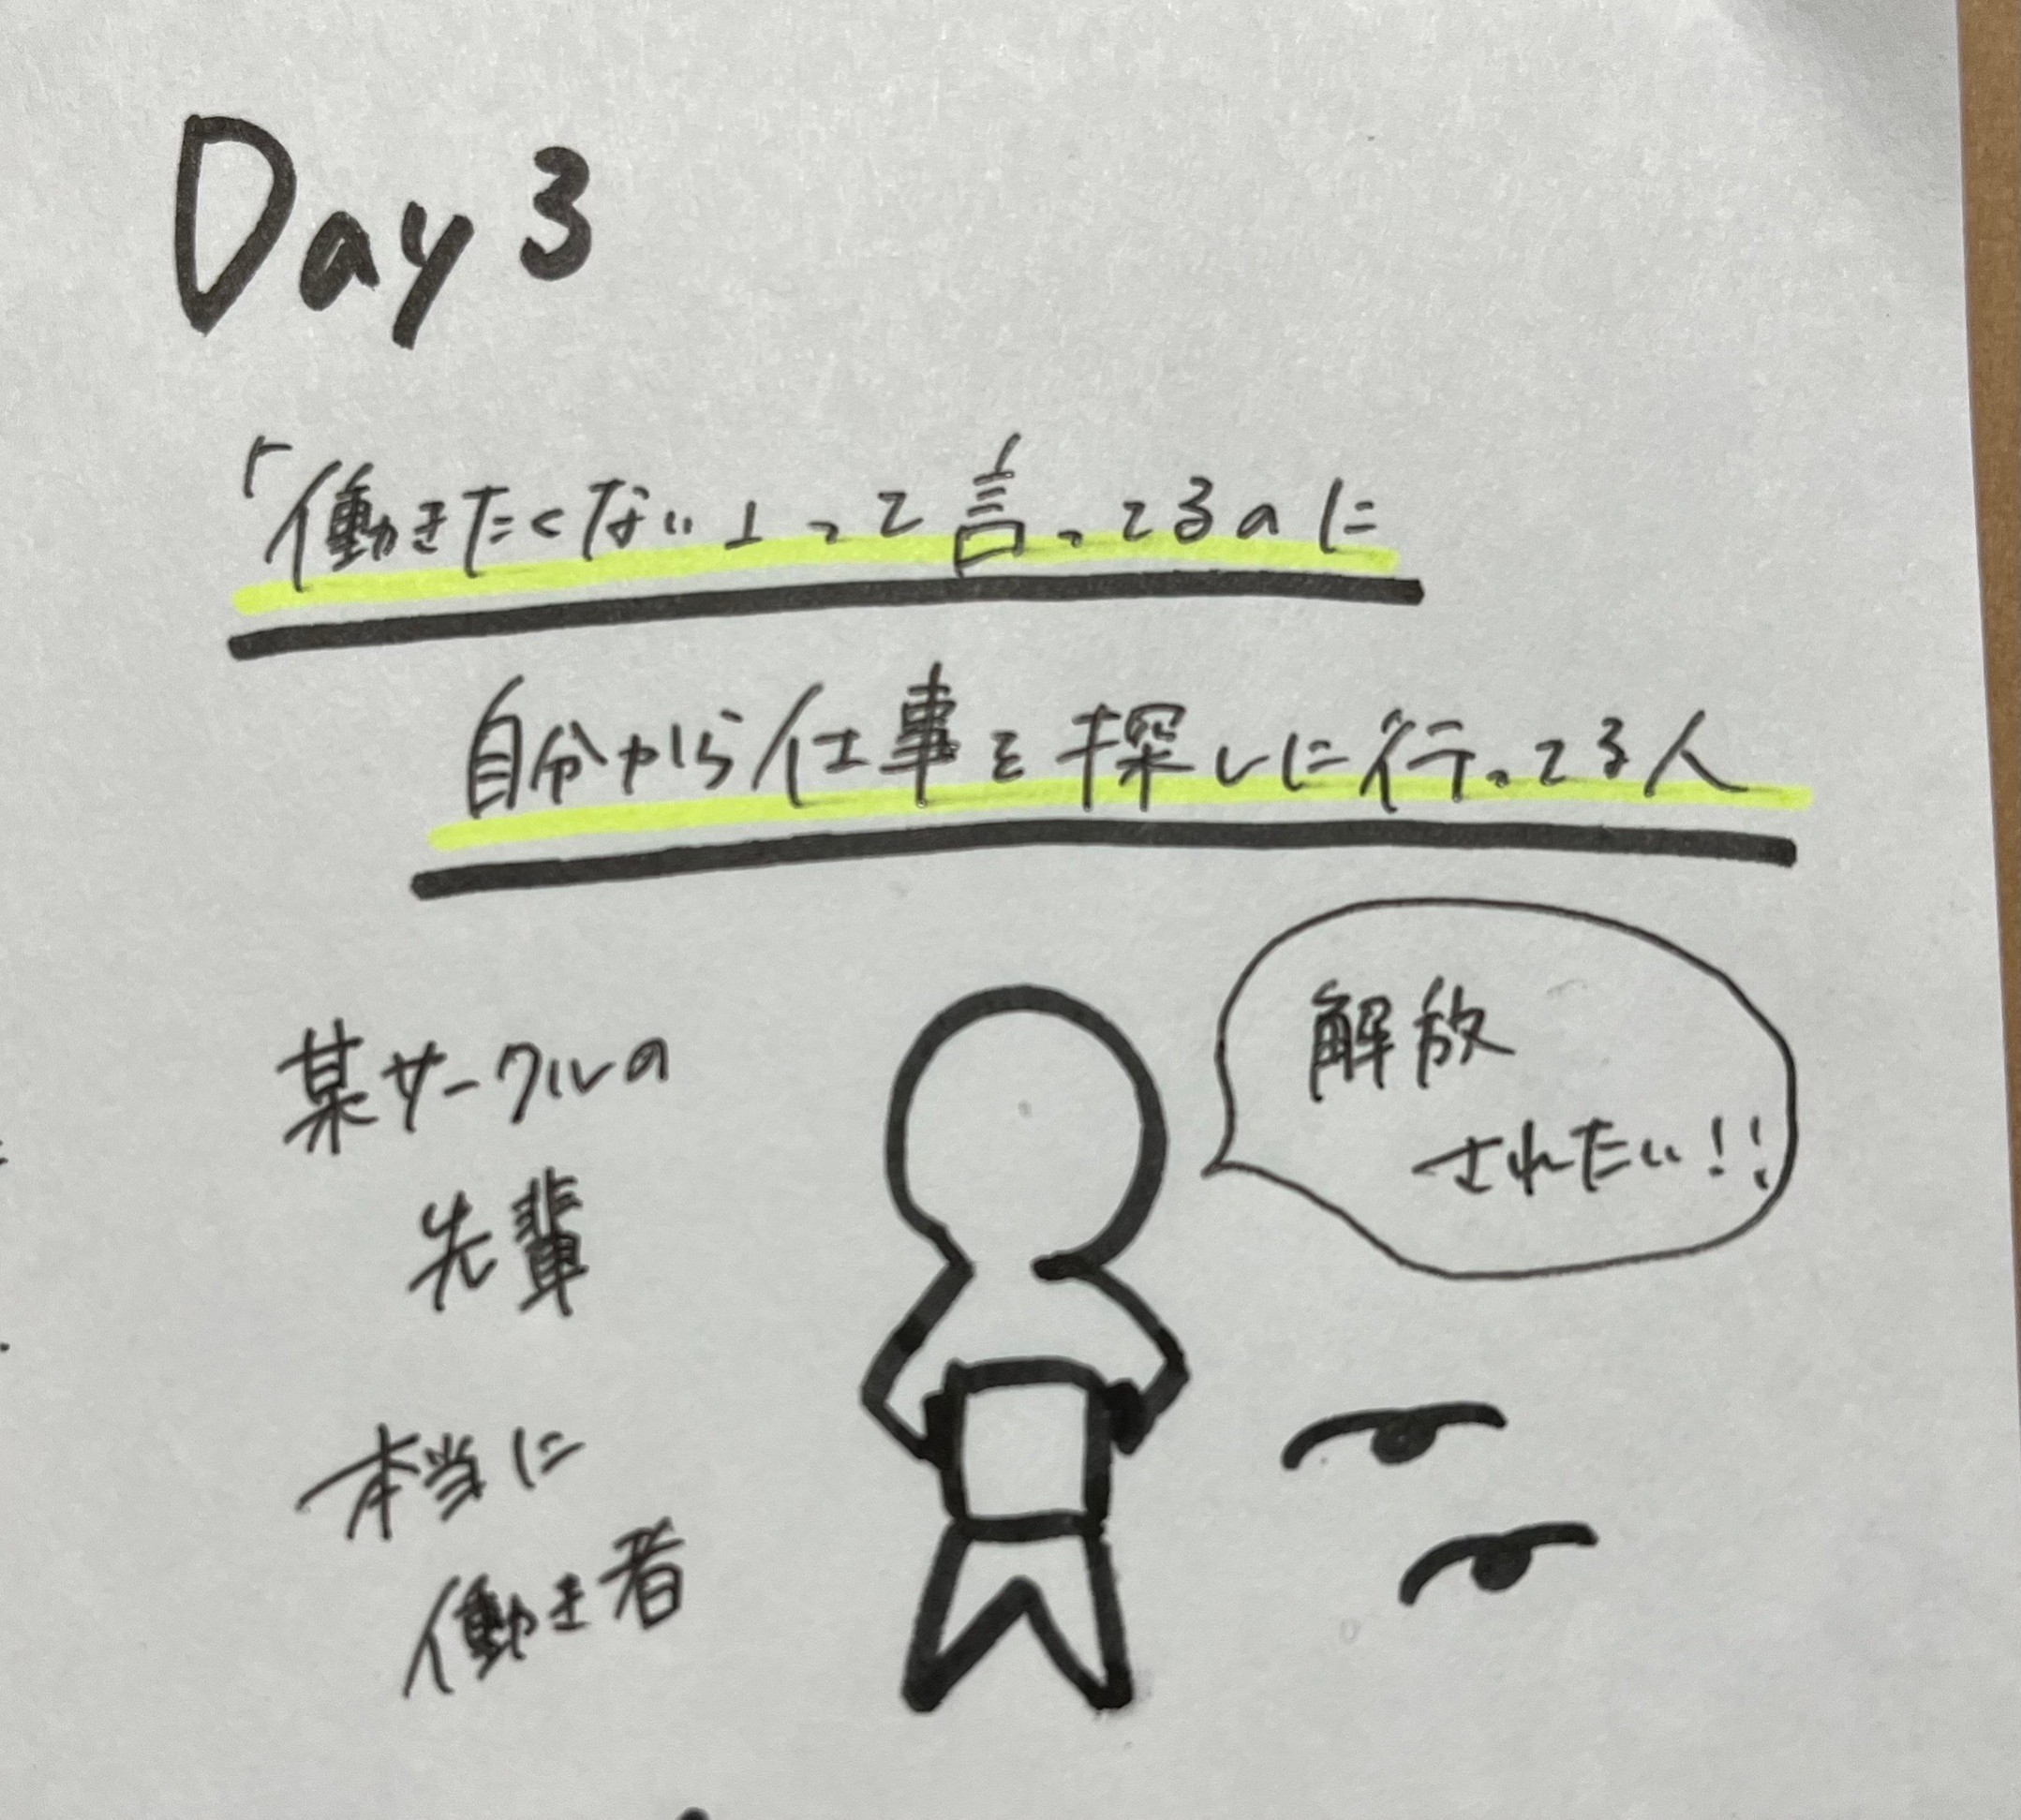 Day 3
「働きたくない」って言ってるのに
自分から仕事を探しに行ってる人
解放
されたい!!
某サークルの
先輩
本当に
働き者